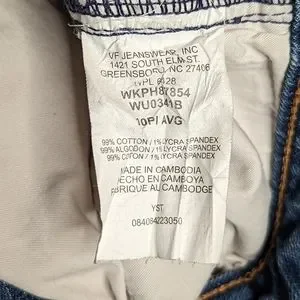 VF JEANSWEAR, INC
1421 SOUTH ELM ST.
GREENSBORO, NC 27406
WPL 6128
WKPH87854
WU0341B
10P/AVG
99% COTTON / 1% LYCRA SPANDEX
99% ALGODON / 1% LYCRA SPANDEX
99% COTON / 1% LYCRA SPANDEX
MADE IN CAMBODIA
HECHO EN CAMBOYA
FABRIQUE AU CAMBODGE
YST
084084223050